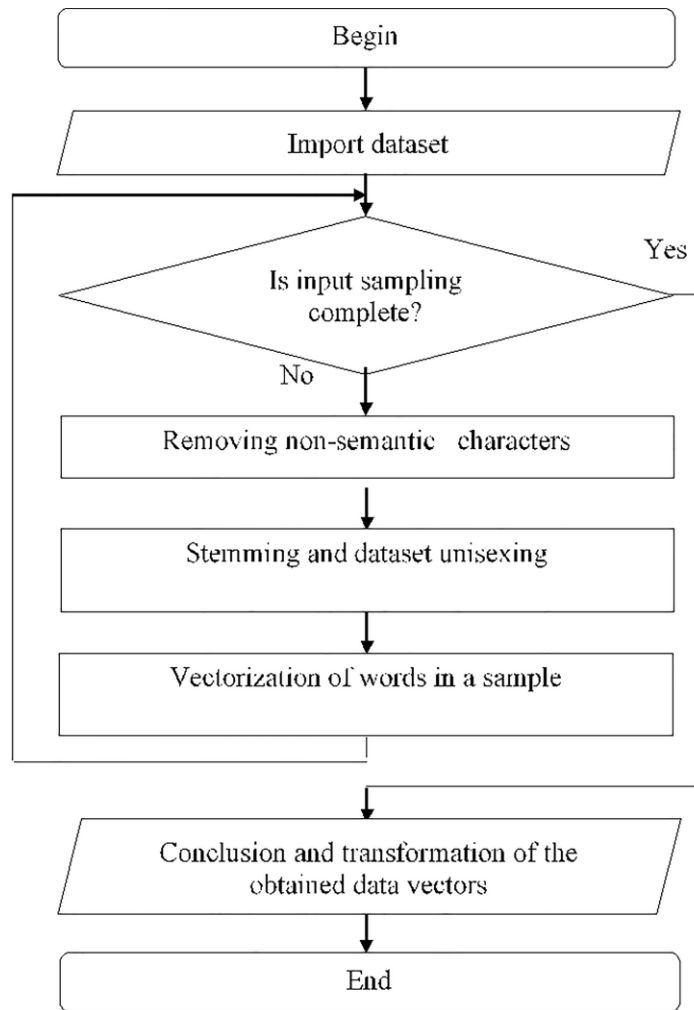 Begin
Import dataset
Yes
Is input sampling
complete?
No
Removing non-semantic characters
Stemming and dataset unisexing
Vectorization of words in a sample
Conclusion and transformation of the
obtained data vectors
End